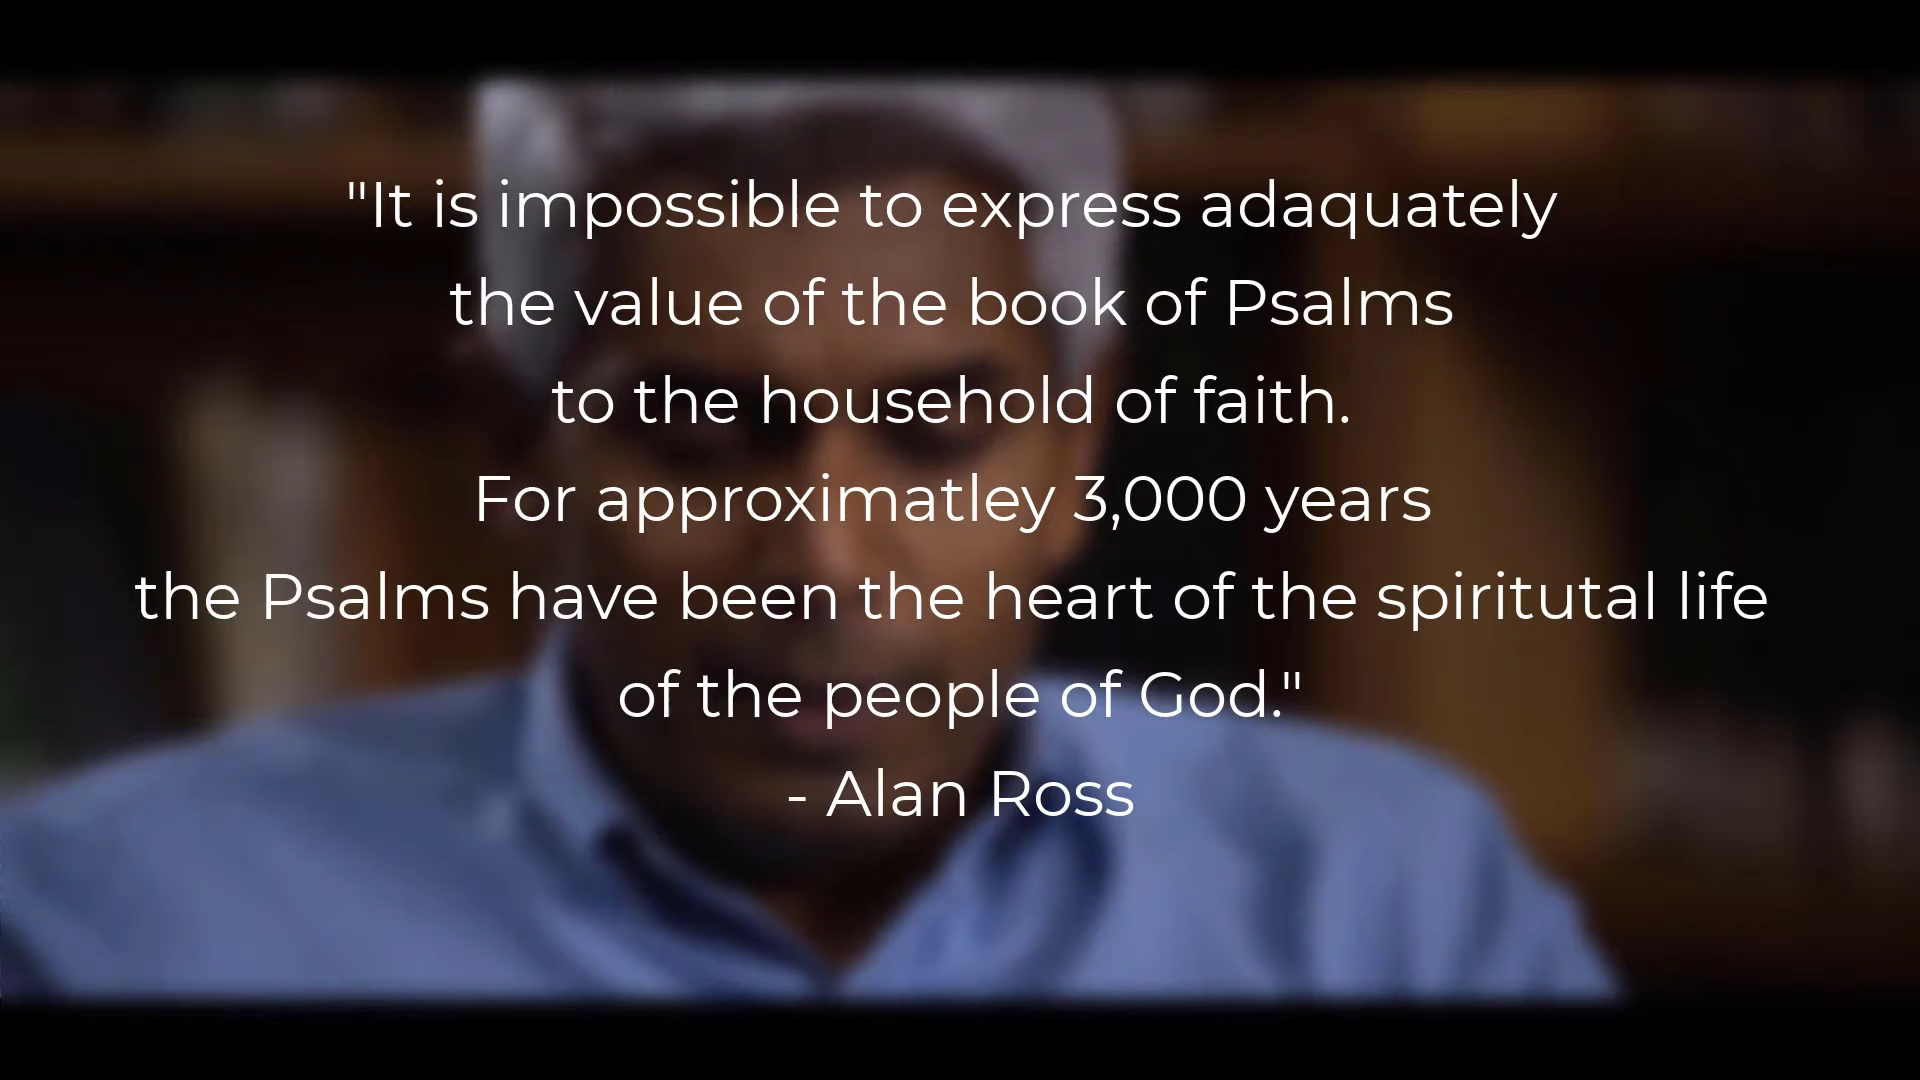 "It is impossible to express adaquately
the value of the book of Psalms
to the household of faith.
For approximatley 3,000 years
the Psalms have been the heart of the spiritutal life
of the people of God."
- Alan Ross